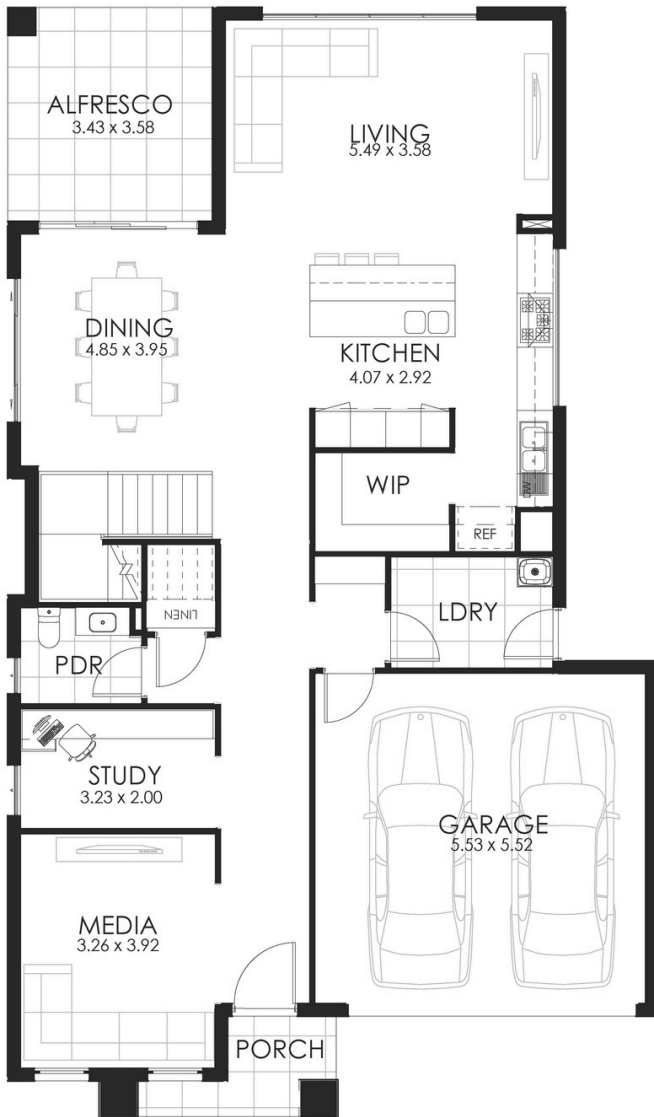 ALFRESCO
3.43 x 3.58
LIVING
5.49 x 3.58
DINING
4.85 x 3.95
KITCHEN
4.07 x 2.92
WIP
DW
REF
LINEN
LDRY
PDR
STUDY
3.23 x 2.00
GARAGE
5.53 x 5.52
MEDIA
3.26 x 3.92
PORCH